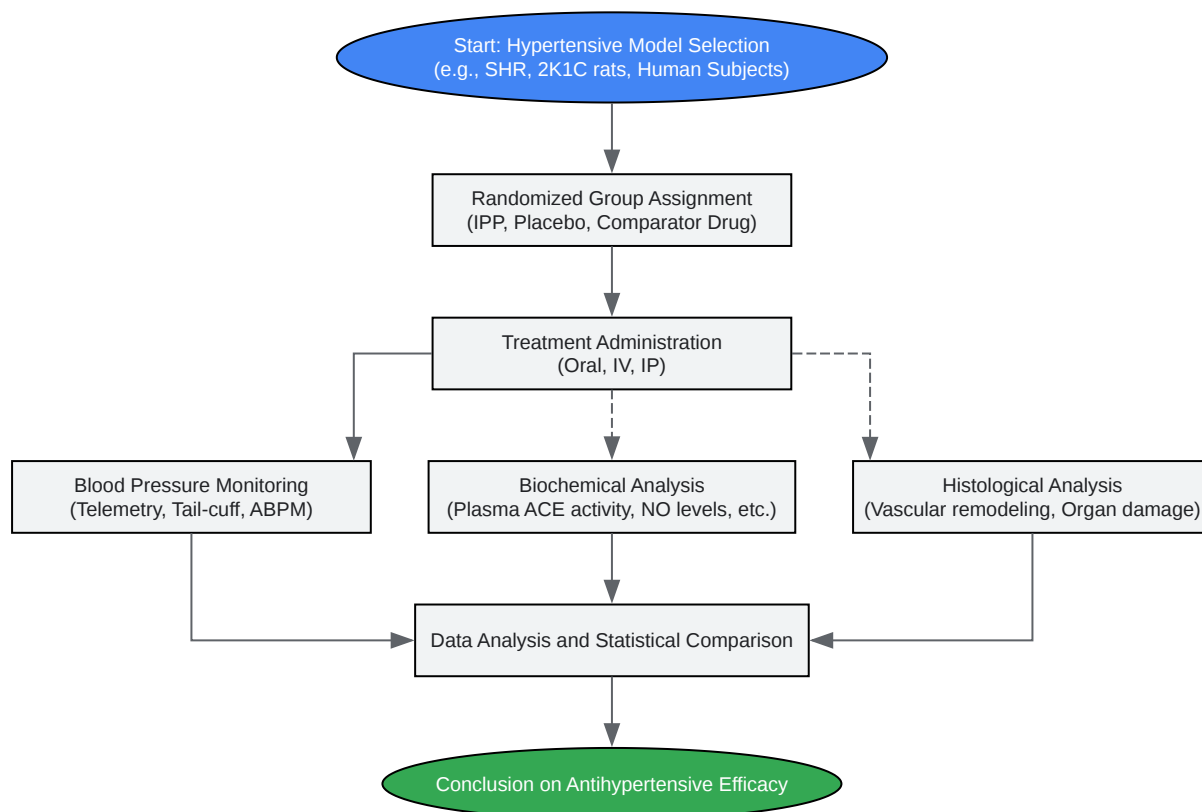 Start: Hypertensive Model Selection
(e.g., SHR, 2K1C rats, Human Subjects)
Randomized Group Assignment
(IPP, Placebo, Comparator Drug)
Treatment Administration
(Oral, IV, IP)
Blood Pressure Monitoring
(Telemetry, Tail-cuff, ABPM)
Biochemical Analysis
(Plasma ACE activity, NO levels, etc.)
Histological Analysis
(Vascular remodeling, Organ damage)
Data Analysis and Statistical Comparison
Conclusion on Antihypertensive Efficacy